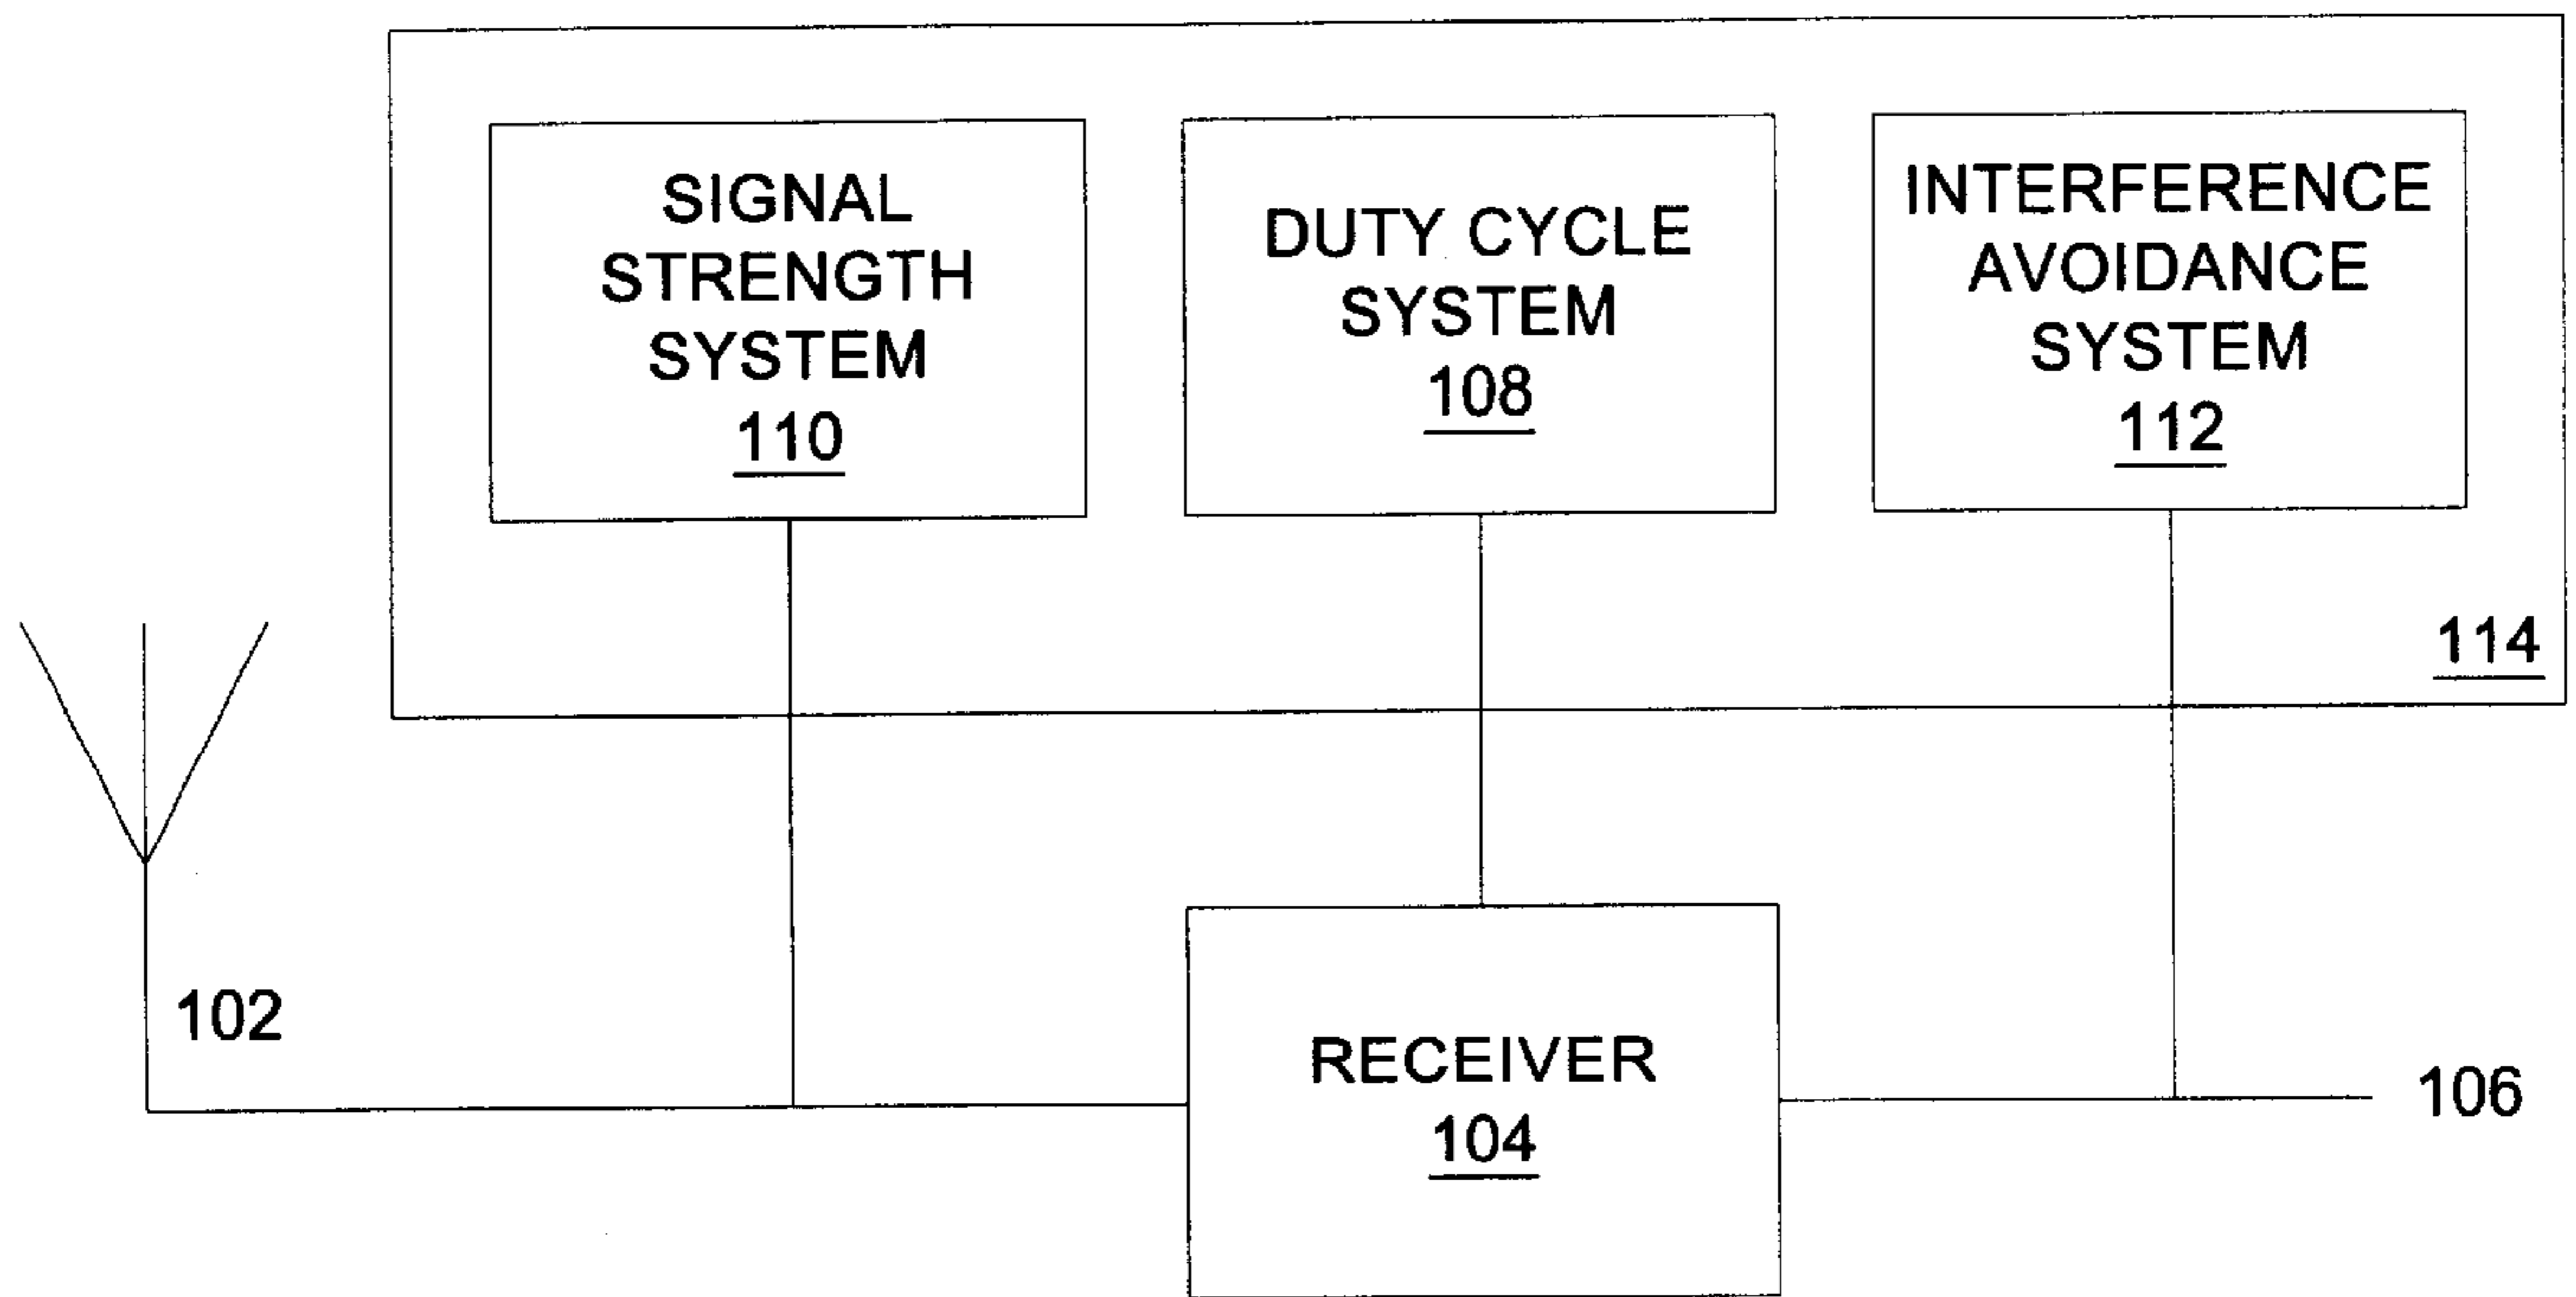 SIGNAL
STRENGTH
SYSTEM
110
DUTY CYCLE
SYSTEM
108
INTERFERENCE
AVOIDANCE
SYSTEM
112
114
102
RECEIVER
104
106